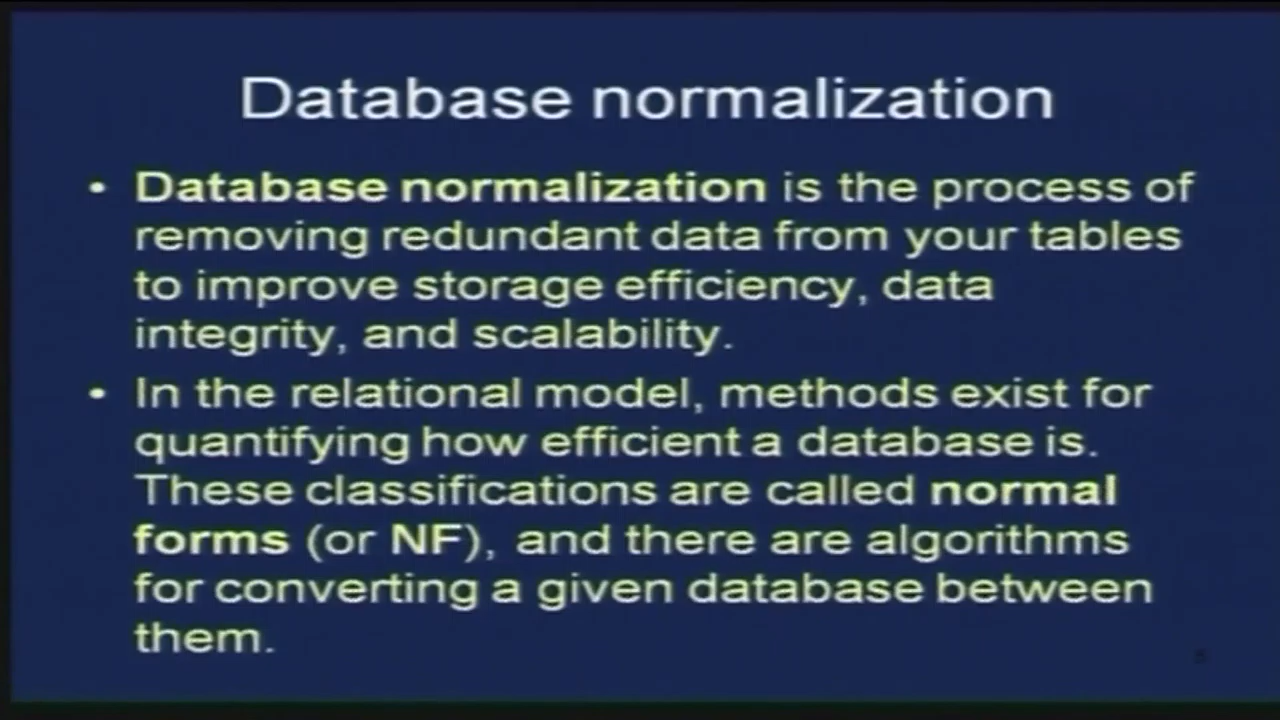 Database normalization
• Database normalization is the process of
removing redundant data from your tables
to improve storage efficiency, data
integrity, and scalability.
• In the relational model, methods exist for
quantifying how efficient a database is.
These classifications are called normal
forms (or NF), and there are algorithms
for converting a given database between
them.